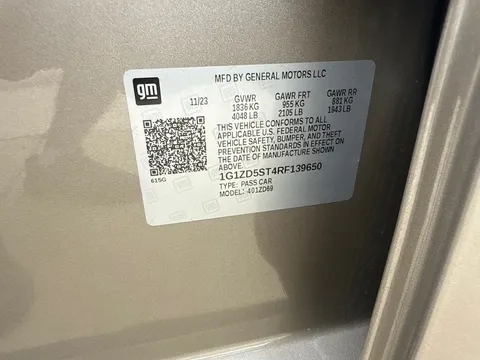 gm
MFD BY GENERAL MOTORS LLC
11/23 GVWR GAWR FRT GAWR RR
1836 KG 955 KG 881 KG
4048 LB 2105 LB 1943 LB
THIS VEHICLE CONFORMS TO ALL
APPLICABLE U.S. FEDERAL MOTOR
VEHICLE SAFETY, BUMPER, AND THEFT
PREVENTION STANDARDS IN EFFECT ON
THE DATE OF MANUFACTURE SHOWN
ABOVE.
615G
1G1ZD5ST4RF139650
TYPE: PASS CAR
MODEL: 401ZD69